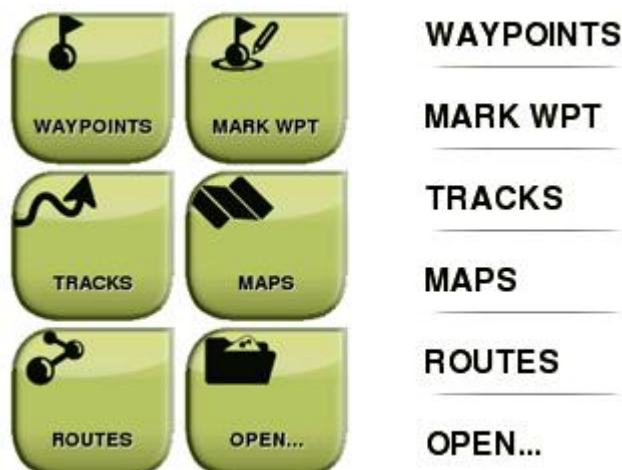 WAYPOINTS
MARK WPT
TRACKS
MAPS
ROUTES
OPEN...
WAYPOINTS
MARK WPT
TRACKS
MAPS
ROUTES
OPEN...